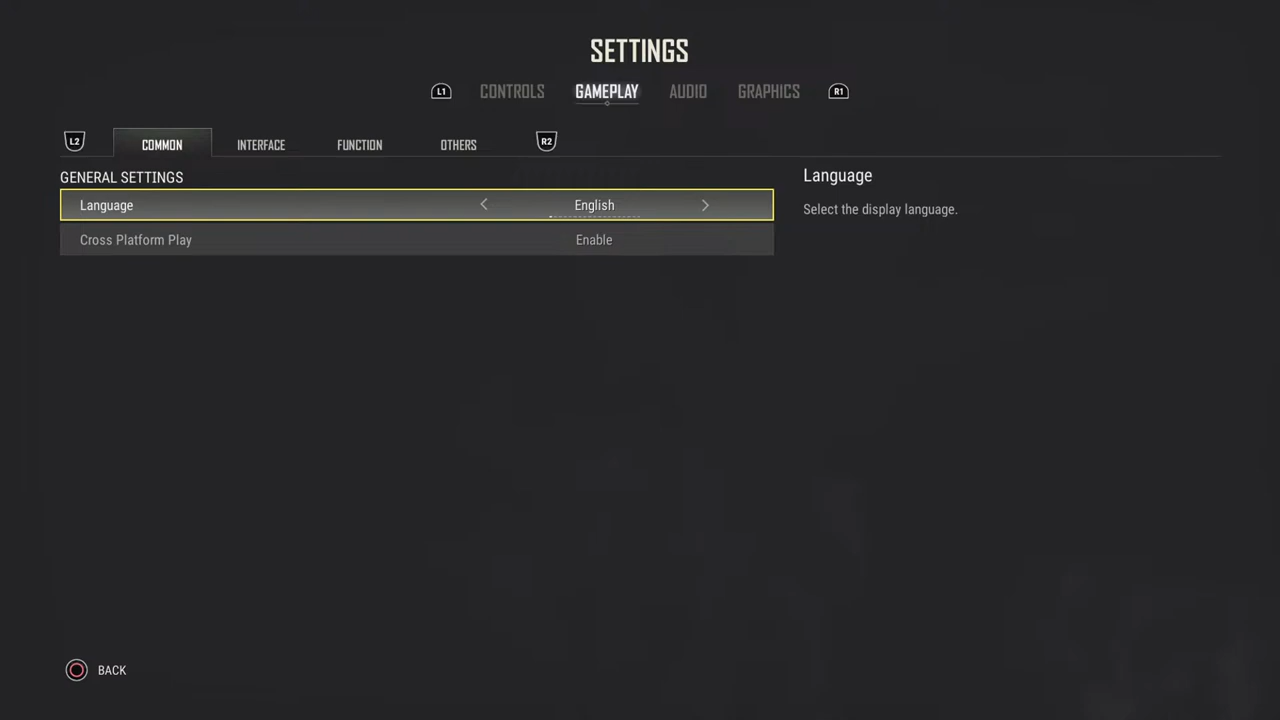 SETTINGS
L1 CONTROLS GAMEPLAY AUDIO GRAPHICS R1
L2 COMMON INTERFACE FUNCTION OTHERS R2
GENERAL SETTINGS
Language English
Cross Platform Play Enable
Language
Select the display language.
BACK